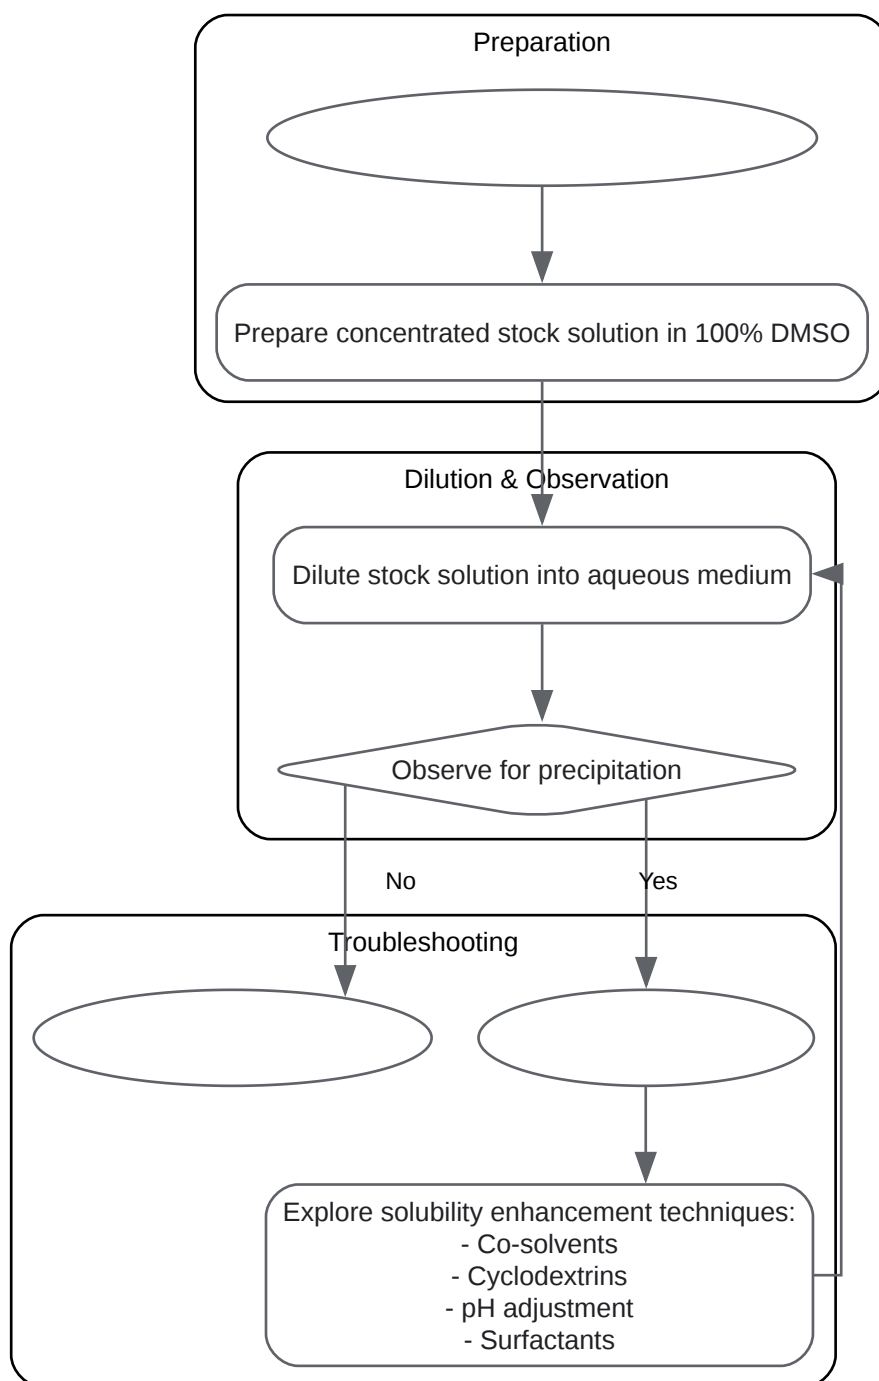 Preparation
Prepare concentrated stock solution in 100% DMSO
Dilution & Observation
Dilute stock solution into aqueous medium
Observe for precipitation
No
Yes
Troubleshooting
Explore solubility enhancement techniques:
- Co-solvents
- Cyclodextrins
- pH adjustment
- Surfactants